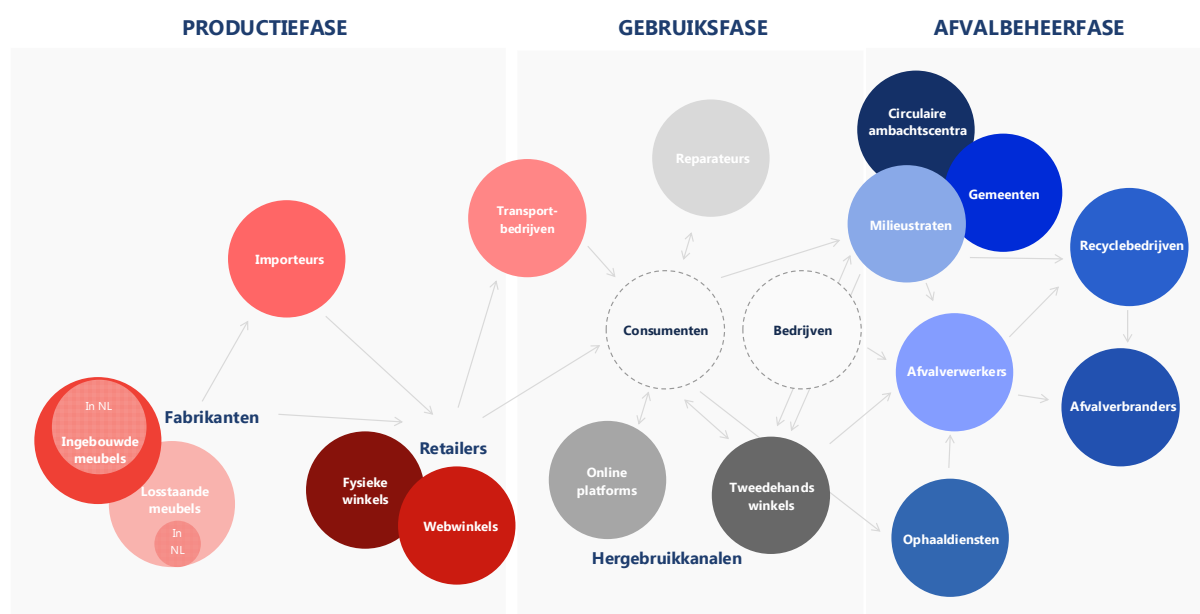 PRODUCTIEFASE
GEBRUIKSFASE
AFVALBEHEERFASE
Importeurs
In NL
Ingebouwde
meubels
Fabrikanten
Losstaande
meubels
In
NL
Retailers
Fysieke
winkels
Webwinkels
Transport-
bedrijven
Reparateurs
Consumenten
Bedrijven
Online
platforms
Tweedehands
winkels
Hergebruikkanalen
Circulaire
ambachtscentra
Gemeenten
Milieustraten
Recyclebedrijven
Afvalverwerkers
Afvalverbranders
Ophaaldiensten